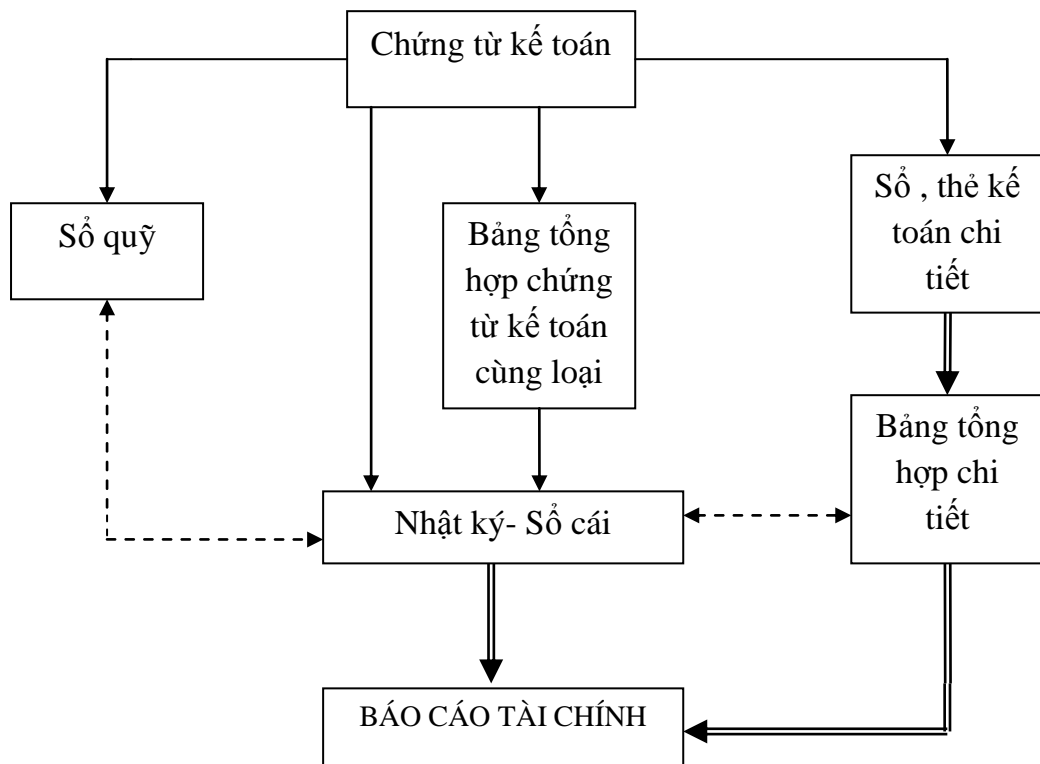 Chứng từ kế toán
Sổ quỹ
Bảng tổng
hợp chứng
từ kế toán
cùng loại
Sổ , thẻ kế
toán chi
tiết
Bảng tổng
hợp chi
tiết
Nhật ký- Sổ cái
BÁO CÁO TÀI CHÍNH